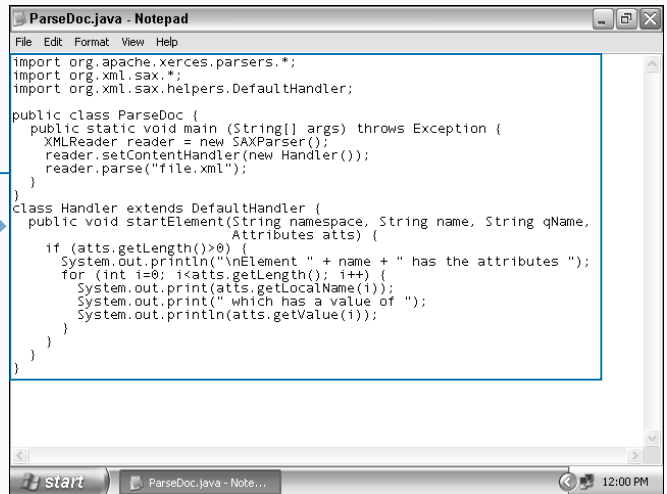 ParseDoc.java - Notepad
File Edit Format View Help
import org.apache.xerces.parsers.*;
import org.xml.sax.*;
import org.xml.sax.helpers.DefaultHandler;
public class ParseDoc {
  public static void main (String[] args) throws Exception {
    XMLReader reader = new SAXParser();
    reader.setContentHandler(new Handler());
    reader.parse("file.xml");
  }
}
class Handler extends DefaultHandler {
  public void startElement(String namespace, String name, String qName,
                           Attributes atts) {
    if (atts.getLength()>0) {
      System.out.println("\nElement " + name + " has the attributes ");
      for (int i=0; i<atts.getLength(); i++) {
        System.out.print(atts.getLocalName(i));
        System.out.print(" which has a value of ");
        System.out.println(atts.getValue(i));
      }
    }
  }
}
start ParseDoc.java - Note... 12:00 PM